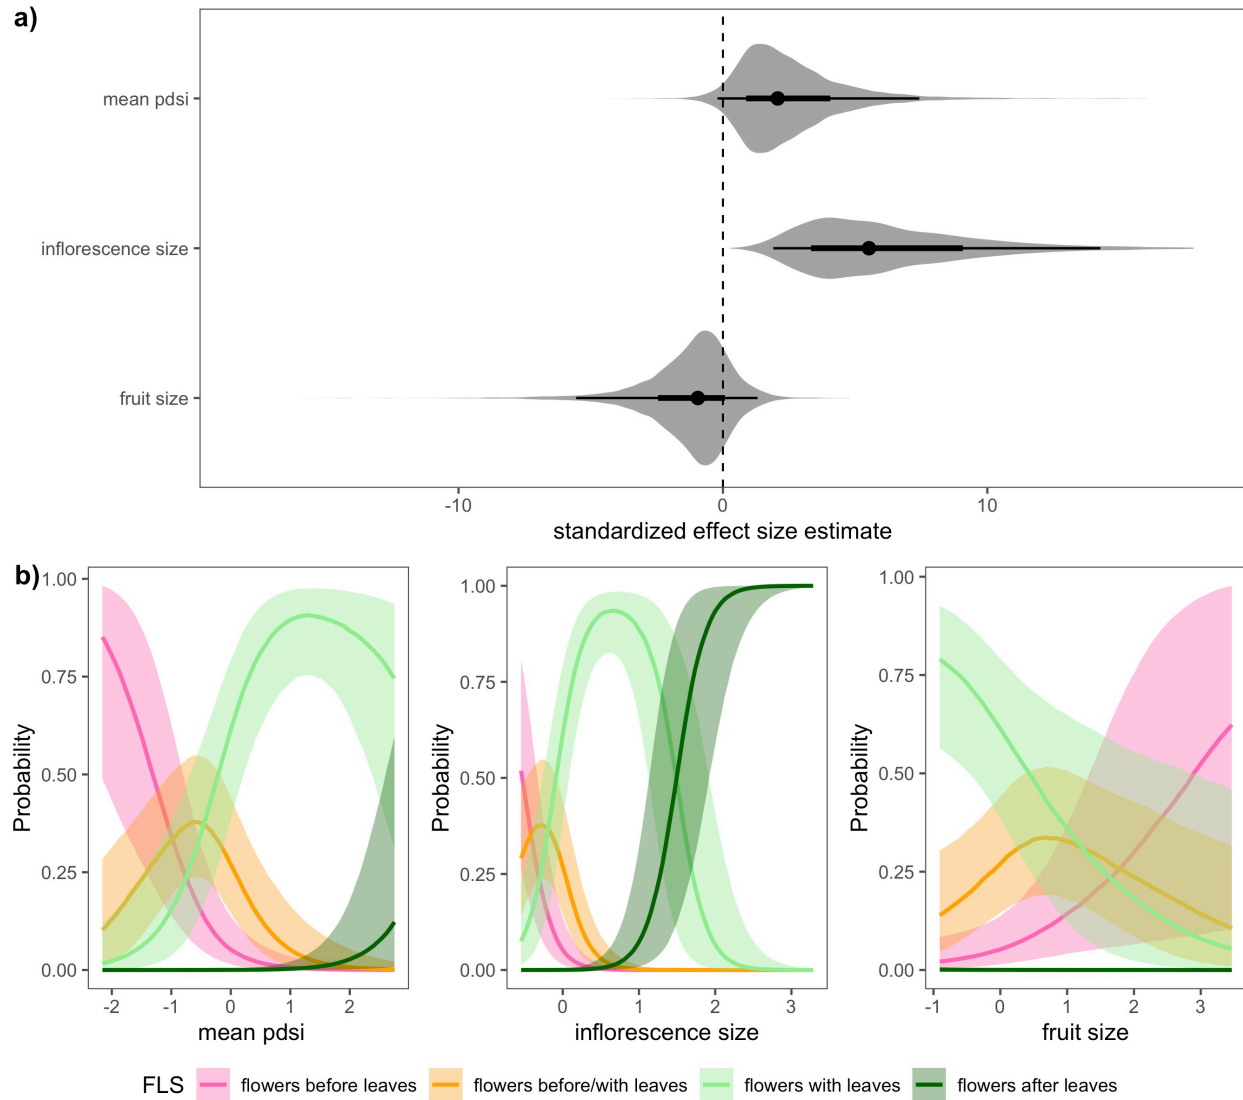 a)
mean pdsi
inflorescence size
fruit size
-10 0 10
standardized effect size estimate
b)
1.00 0.75 0.50 0.25 0.00
Probability
-2 -1 0 1 2
mean pdsi
1.00 0.75 0.50 0.25 0.00
Probability
0 1 2 3
inflorescence size
1.00 0.75 0.50 0.25 0.00
Probability
-1 0 1 2 3
fruit size
FLS flowers before leaves flowers before/with leaves flowers with leaves flowers after leaves